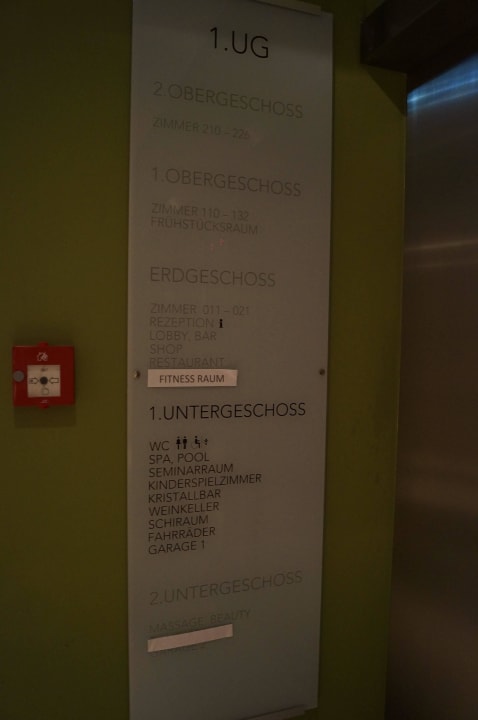 1.UG
2.OBERGESCHOSS
ZIMMER 210 – 226
1.OBERGESCHOSS
ZIMMER 110 – 132
FRÜHSTÜCKSRAUM
ERDGESCHOSS
ZIMMER 011 – 021
REZEPTION
LOBBY, BAR
SHOP
RESTAURANT
FITNESS RAUM
1.UNTERGESCHOSS
WC
SPA, POOL
SEMINARRAUM
KINDERSPIELZIMMER
KRISTALLBAR
WEINKELLER
SCHIRAUM
FAHRRÄDER
GARAGE 1
2.UNTERGESCHOSS
MASSAGE, BEAUTY